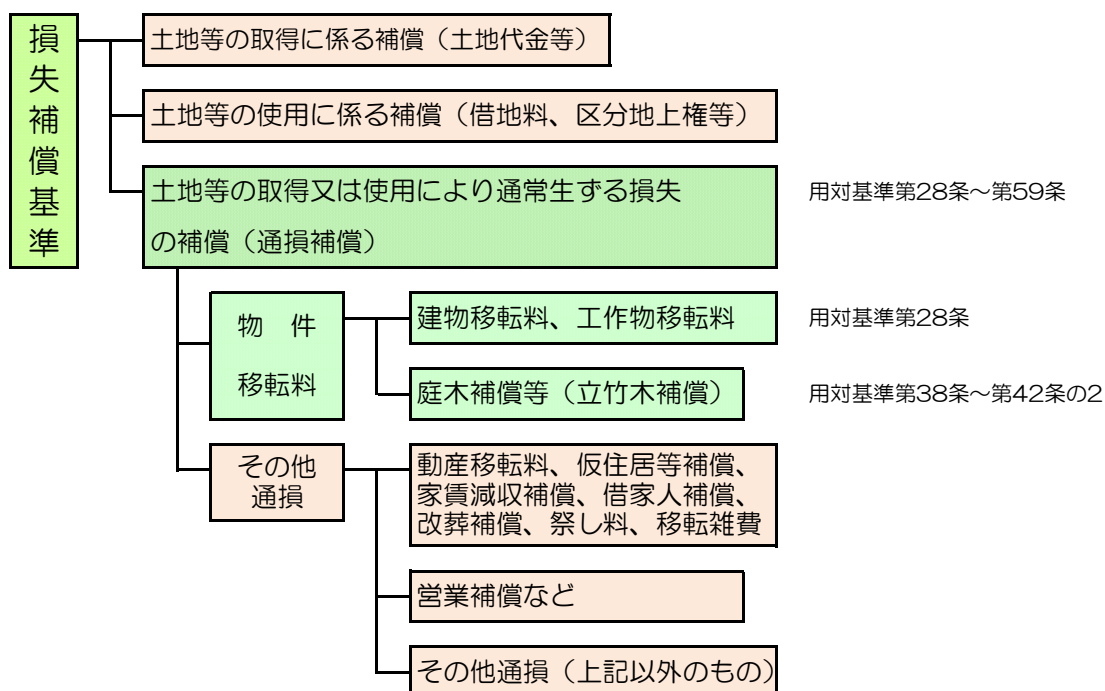 損失補償基準
土地等の取得に係る補償（土地代金等）
土地等の使用に係る補償（借地料、区分地上権等）
土地等の取得又は使用により通常生ずる損失
の補償（通損補償）
用対基準第28条～第59条
物　件
移転料
建物移転料、工作物移転料
用対基準第28条
庭木補償等（立竹木補償）
用対基準第38条～第42条の2
その他
通損
動産移転料、仮住居等補償、
家賃減収補償、借家人補償、
改葬補償、祭し料、移転雑費
営業補償など
その他通損（上記以外のもの）